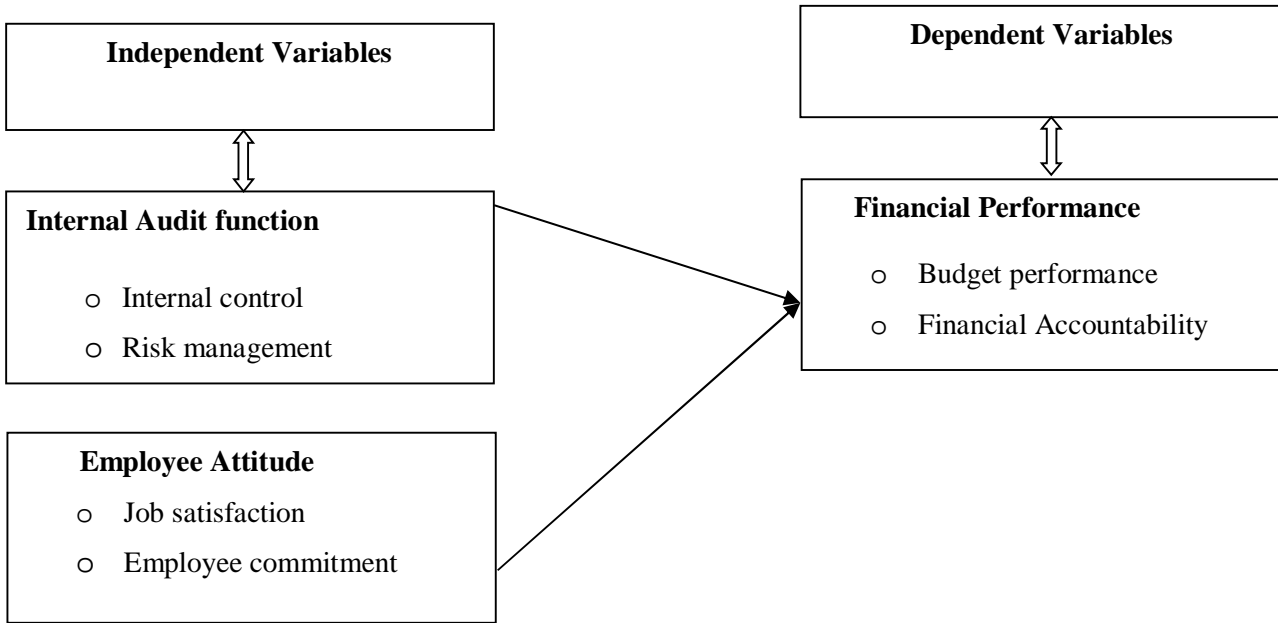 Independent Variables
Dependent Variables
Internal Audit function
o Internal control
o Risk management
Financial Performance
o Budget performance
o Financial Accountability
Employee Attitude
o Job satisfaction
o Employee commitment